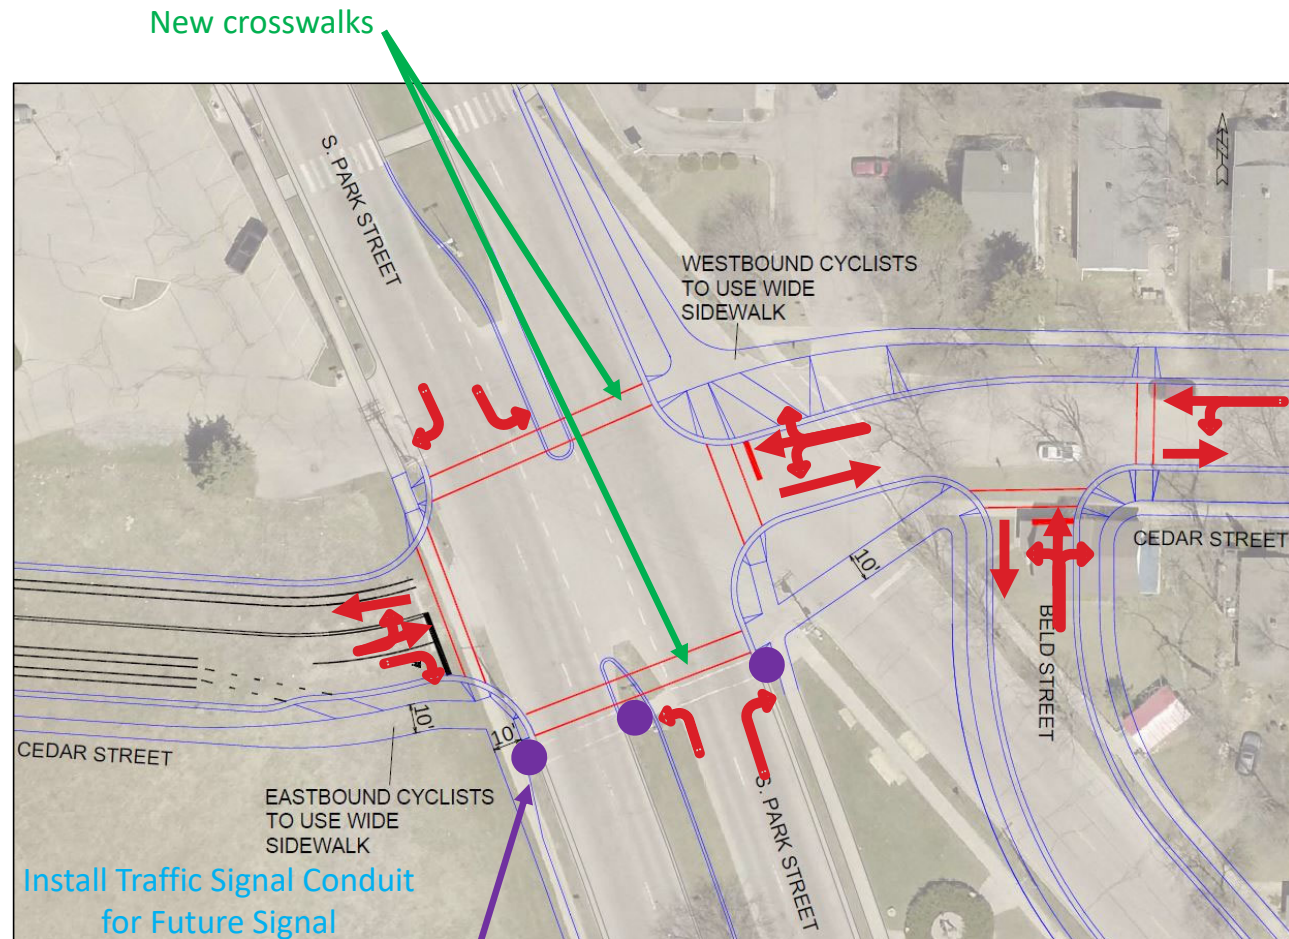 New crosswalks
S. PARK STREET
WESTBOUND CYCLISTS
TO USE WIDE
SIDEWALK
CEDAR STREET
10'
BELD STREET
10'
10'
CEDAR STREET
EASTBOUND CYCLISTS
TO USE WIDE
SIDEWALK
S. PARK STREET
Install Traffic Signal Conduit
for Future Signal